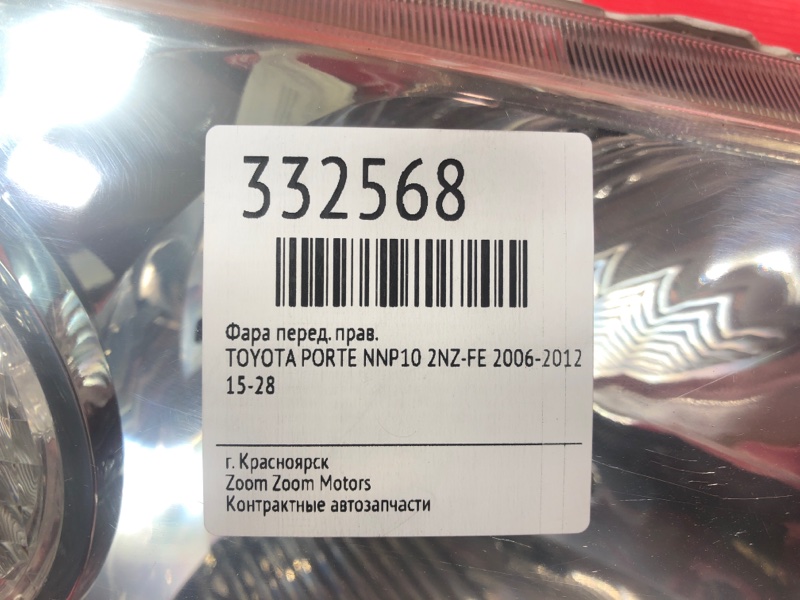 332568
Фара перед. прав.
TOYOTA PORTE NNP10 2NZ-FE 2006-2012
15-28
г. Красноярск
Zoom Zoom Motors
Контрактные автозапчасти